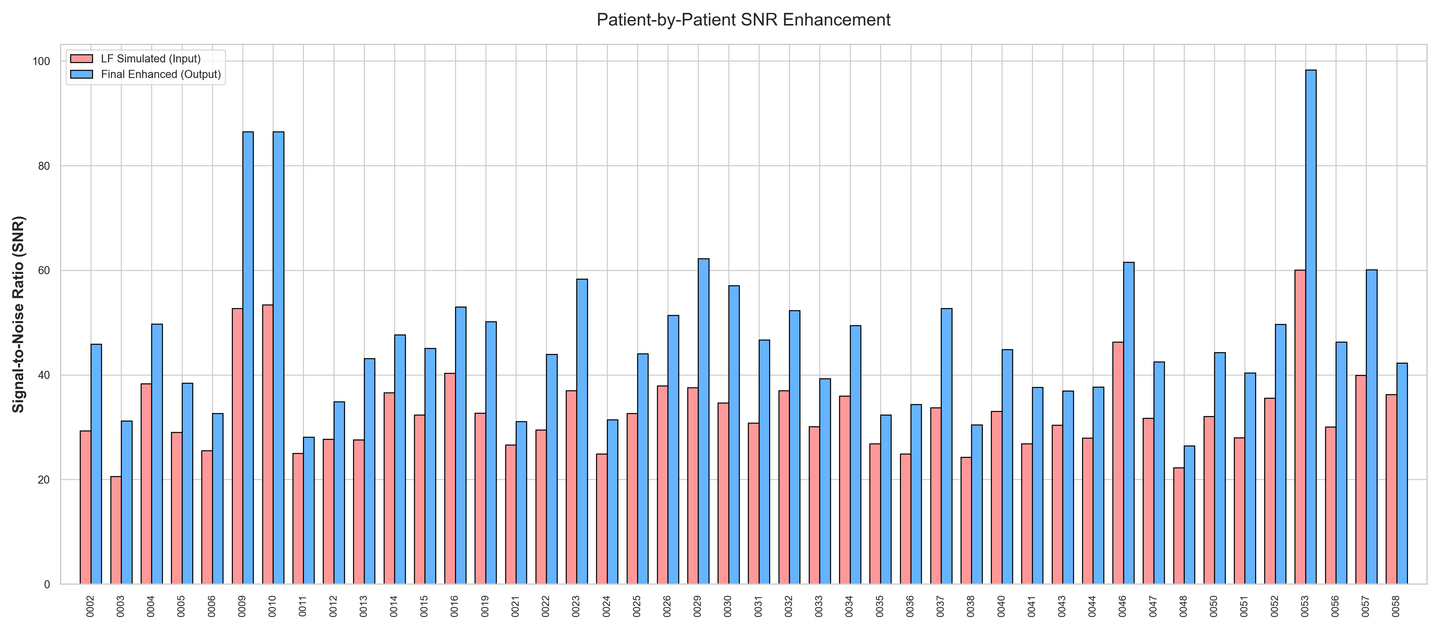 Patient-by-Patient SNR Enhancement
LF Simulated (Input)
Final Enhanced (Output)
Signal-to-Noise Ratio (SNR)
100
80
60
40
20
0
0002 0003 0004 0005 0006 0009 0010 0011 0012 0013 0014 0015 0016 0019 0021 0022 0023 0024 0025 0026 0029 0030 0031 0032 0033 0034 0035 0036 0037 0038 0040 0041 0043 0044 0046 0047 0048 0050 0051 0052 0053 0056 0057 0058